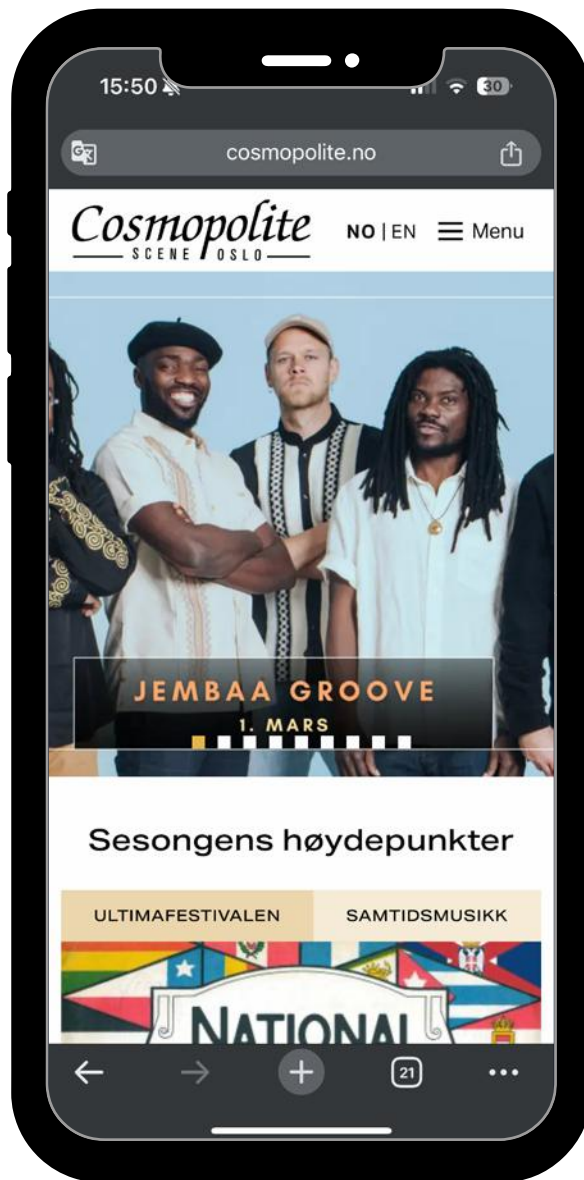 15:50
30
cosmopolite.no
Cosmopolite
SCENE OSLO
NO | EN
Menu
JEMBAA GROOVE
1. MARS
Sesongens høydepunkter
ULTIMAFESTIVALEN
SAMTIDSMUSIKK
NATIONAL
21